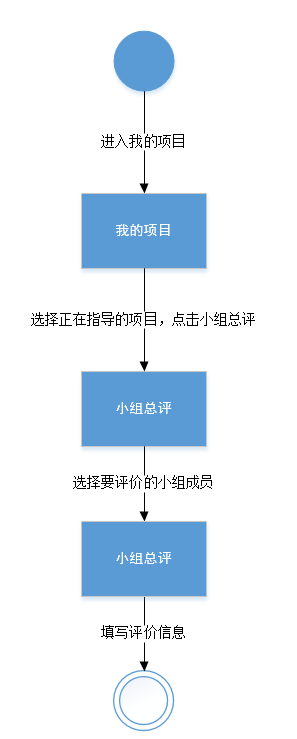 进入我的项目
我的项目
选择正在指导的项目，点击小组总评
小组总评
选择要评价的小组成员
小组总评
填写评价信息